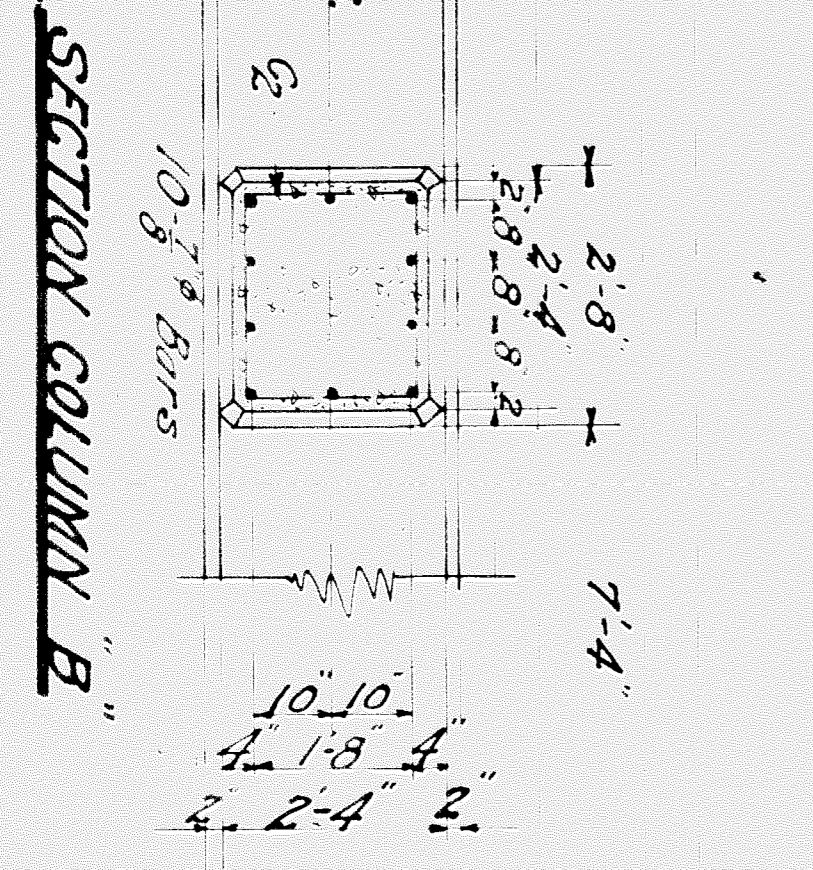 SECTION COLUMN "B"
10-7/8"ϕ Bars
C2
2" 8 8 8 2
2'-4"
2'-8"
7'-4"
10" 10"
4" 1'-8" 4"
2" 2'-4" 2"